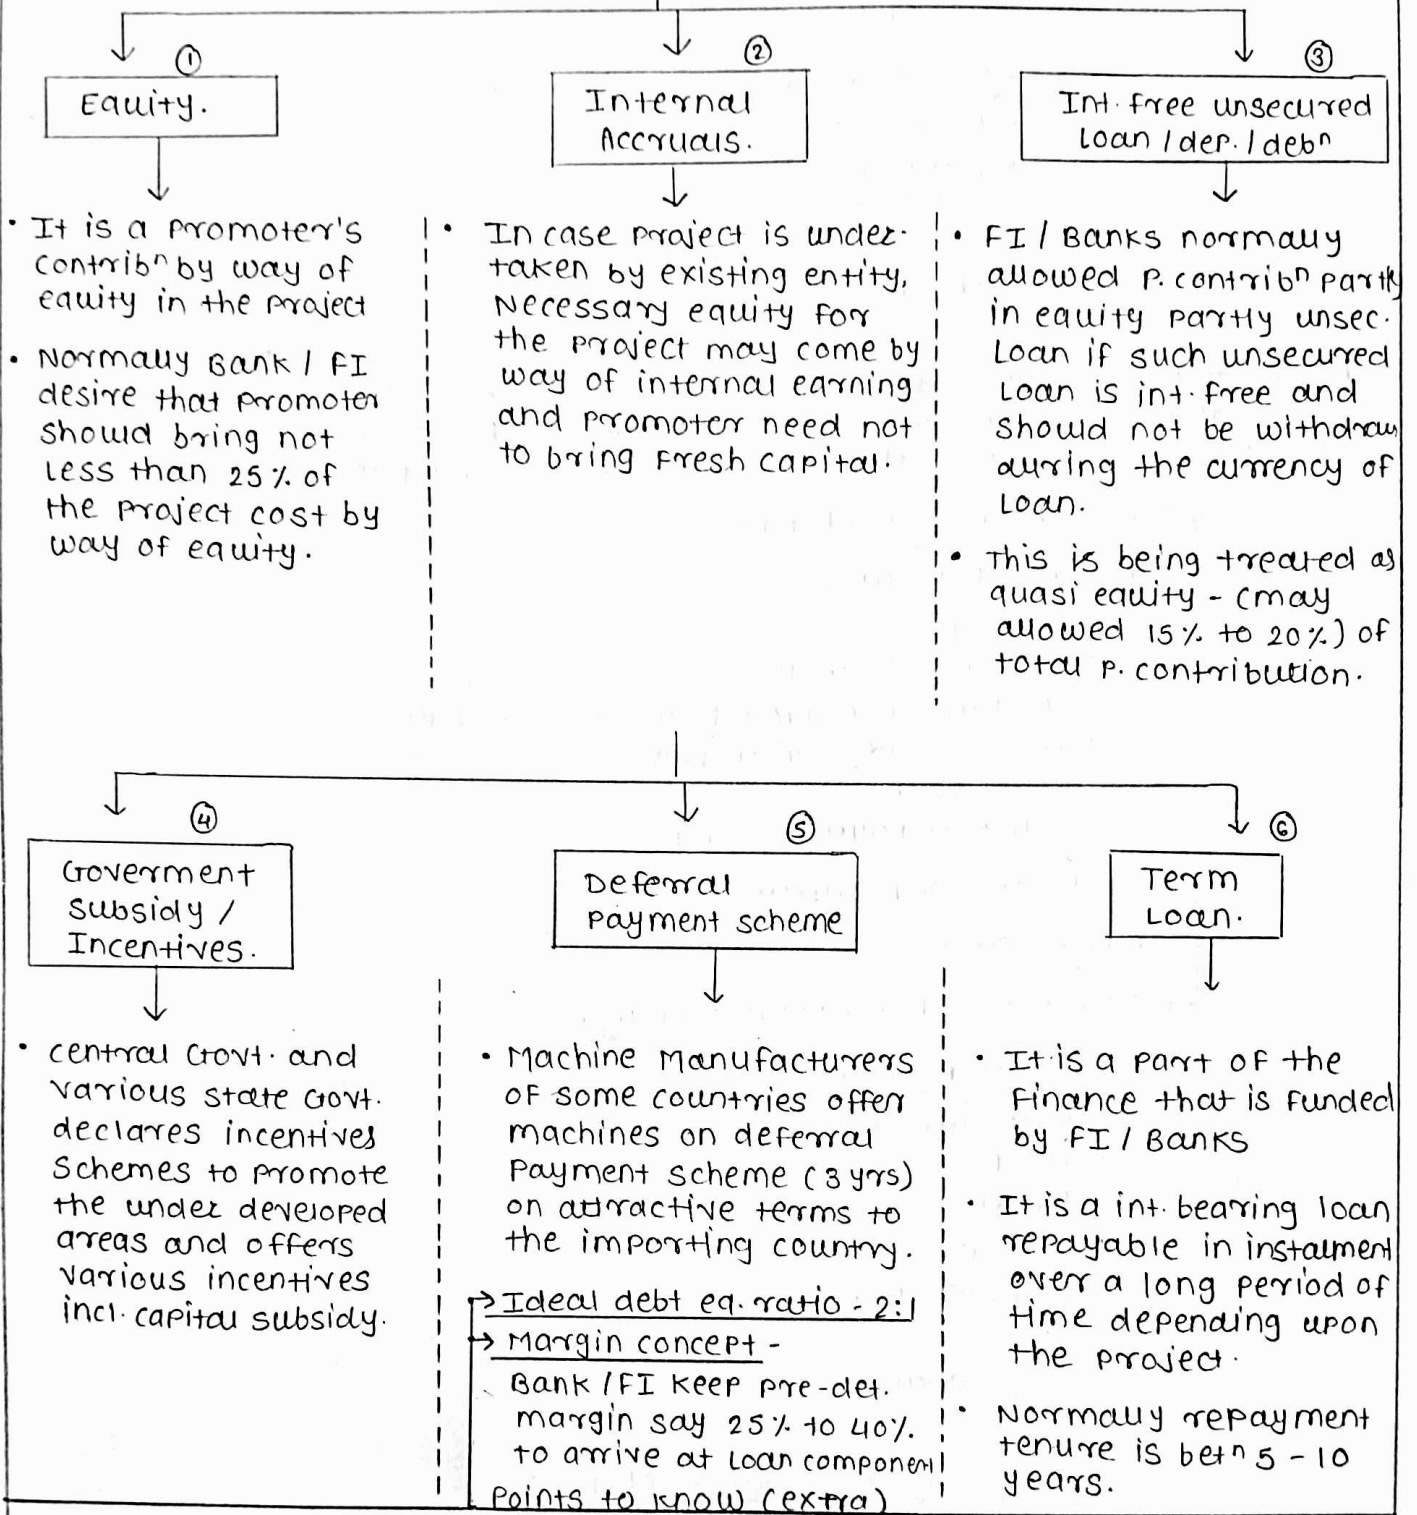 ①
Equity.
• It is a promoter's
contribⁿ by way of
equity in the project
• Normally Bank / FI
desire that promoter
should bring not
less than 25% of
the project cost by
way of equity.
②
Internal
Accruals.
• In case project is under-
taken by existing entity,
Necessary equity for
the project may come by
way of internal earning
and promoter need not
to bring fresh capital.
③
Int. free unsecured
loan / dep. / debⁿ
• FI / Banks normally
allowed P. contribⁿ partly
in equity partly unsec.
Loan if such unsecured
Loan is int. free and
should not be withdraw
during the currency of
Loan.
• This is being treated as
quasi equity - (may
allowed 15% to 20%) of
total P. contribution.
④
Goverment
Subsidy /
Incentives.
• Central Govt. and
various state Govt.
declares incentives
Schemes to promote
the under developed
areas and offers
various incentives
incl. capital subsidy.
⑤
Deferral
Payment scheme
• Machine Manufacturers
of some countries offer
machines on deferral
Payment scheme (3 yrs)
on attractive terms to
the importing country.
→ Ideal debt eq. ratio - 2:1
→ Margin concept -
Bank / FI keep pre-det.
margin say 25% to 40%
to arrive at loan component
Points to know (extra)
⑥
Term
Loan.
• It is a part of the
Finance that is funded
by FI / Banks
• It is a int. bearing loan
repayable in instalment
over a long period of
time depending upon
the project.
• Normally repayment
tenure is betⁿ 5 - 10
years.